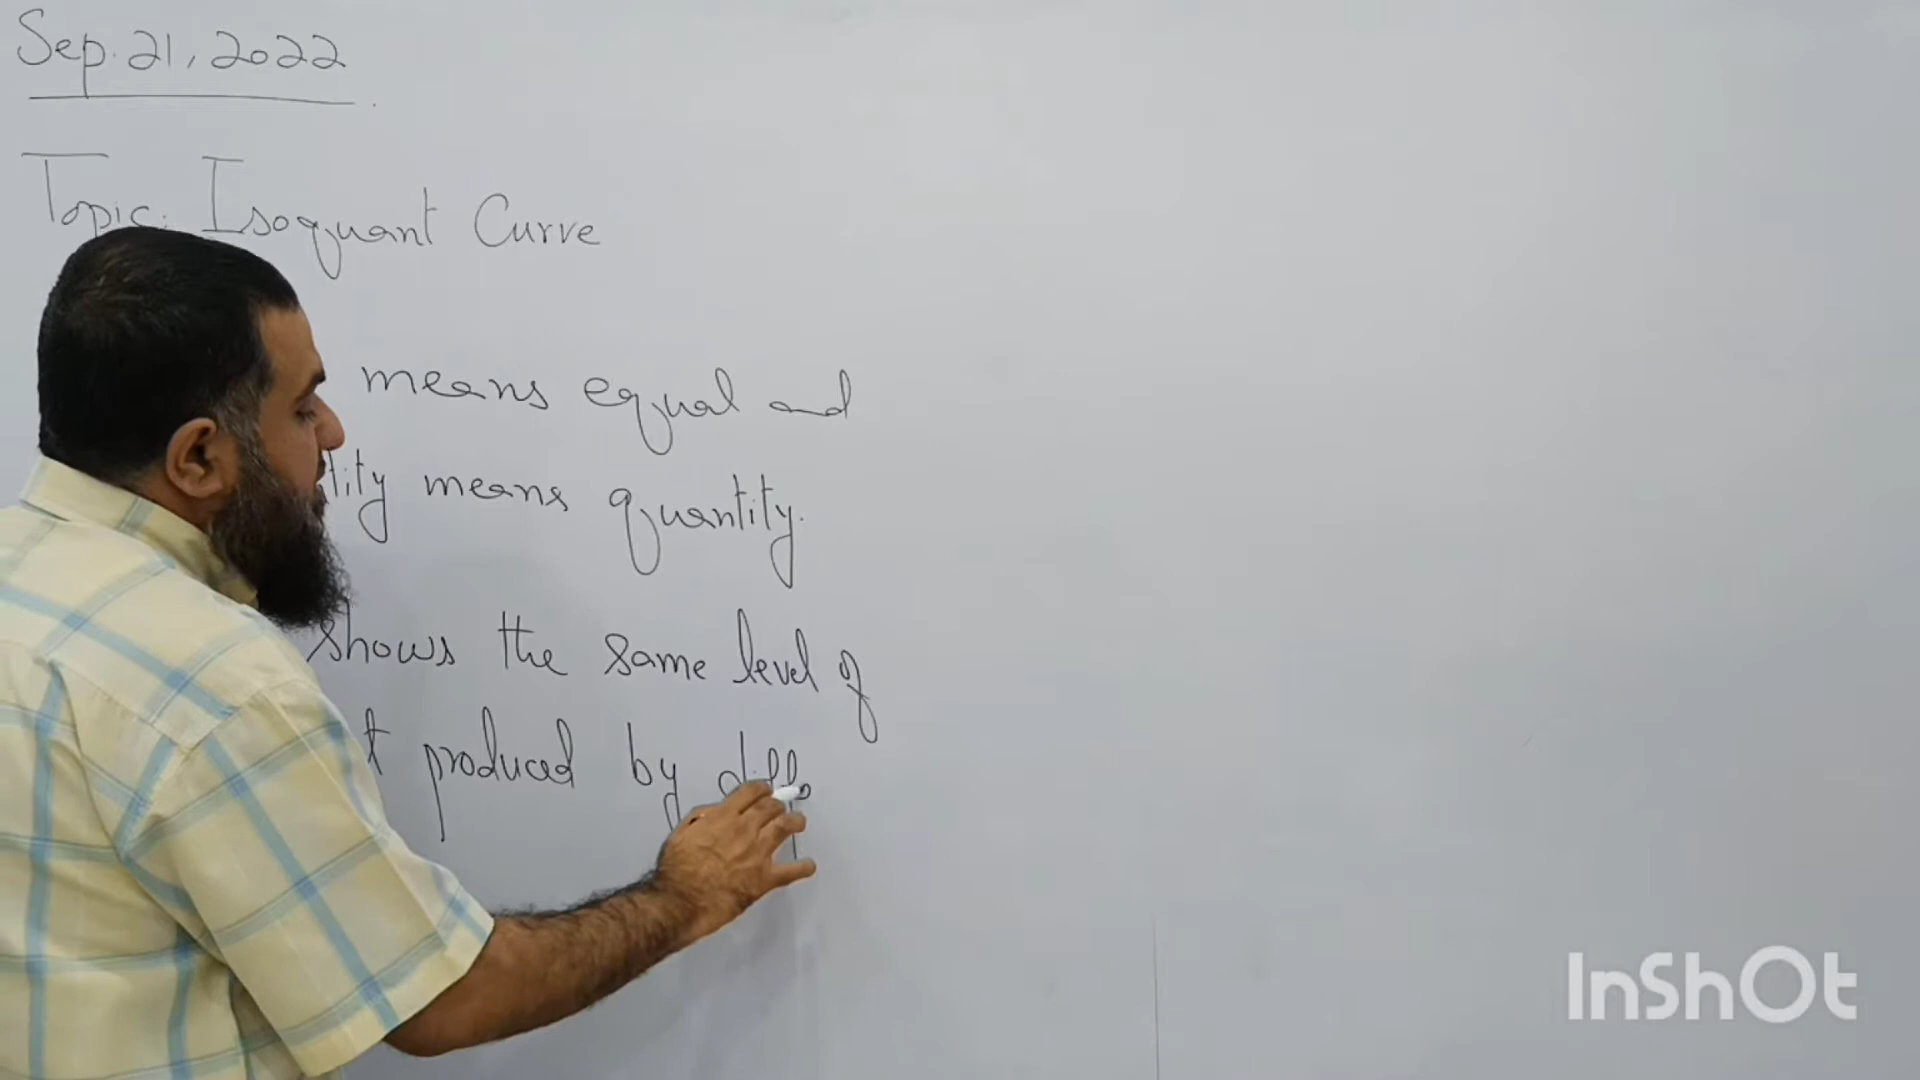 Sep. 21, 2022
Topic: Isoquant Curve
means equal and
tity means quantity.
shows the same level of
t produced by diff
InShOt